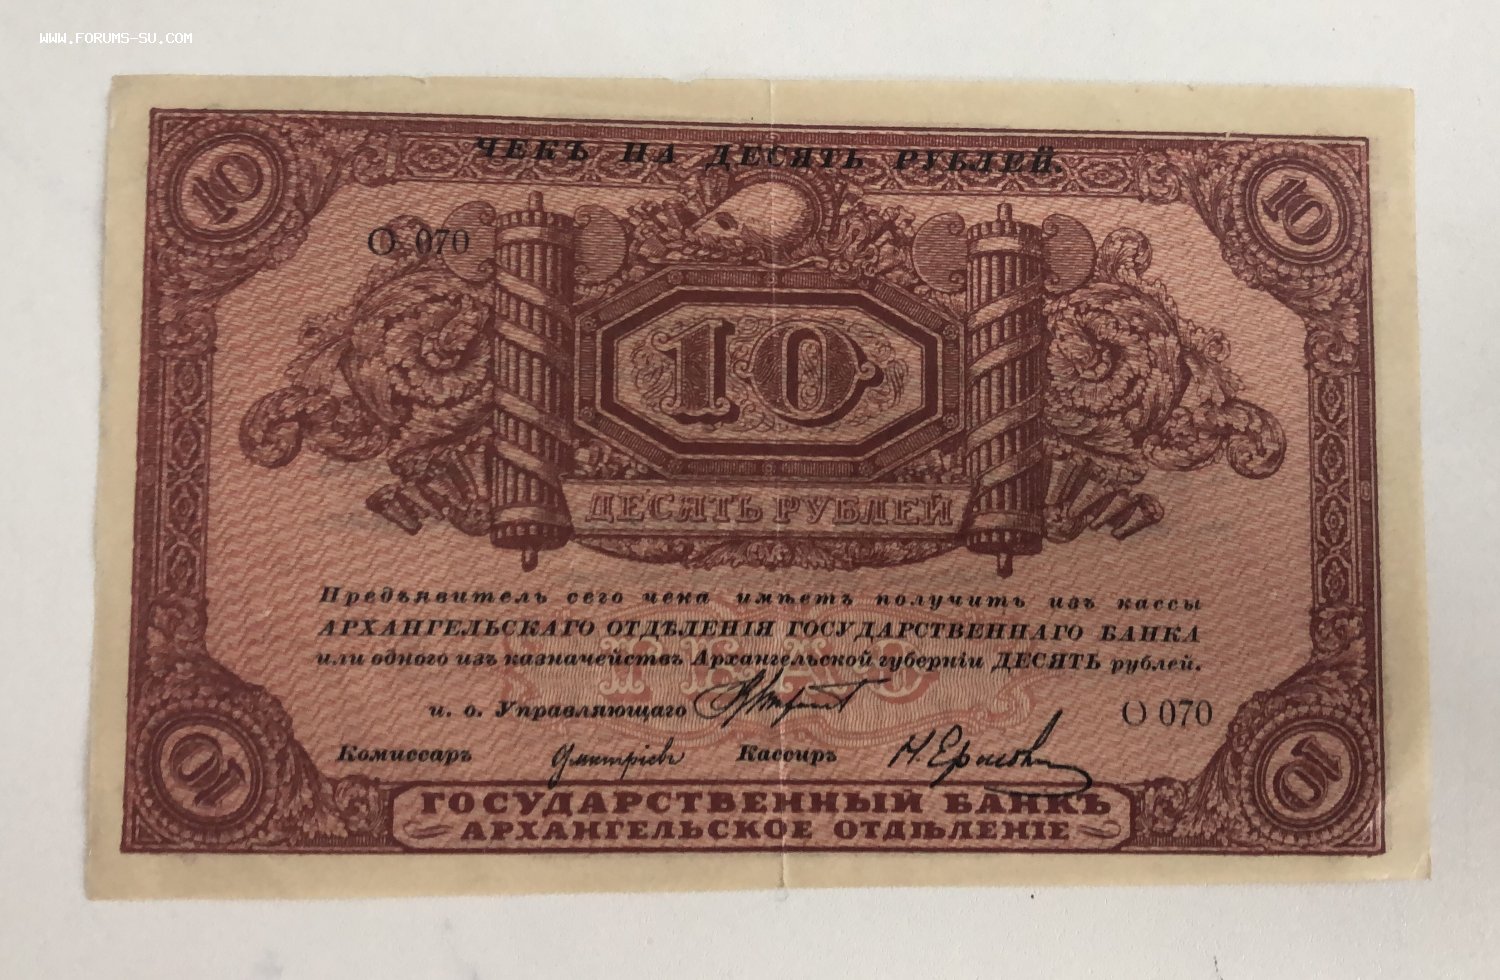 WWW.FORUMS-SU.COM
ЧЕКЪ НА ДЕСЯТЬ РУБЛЕЙ.
10
10
О 070
10
ДЕСЯТЬ РУБЛЕЙ
Предъявитель сего чека имѣетъ получить изъ кассы
АРХАНГЕЛЬСКАГО ОТДѢЛЕНІЯ ГОСУДАРСТВЕННАГО БАНКА
или одного изъ казначействъ Архангельской губерніи ДЕСЯТЬ рублей.
ГБАО
и. о. Управляющаго
О 070
Комиссаръ Дмитріевъ Кассиръ
10
10
ГОСУДАРСТВЕННЫЙ БАНКЪ
АРХАНГЕЛЬСКОЕ ОТДѢЛЕНІЕ